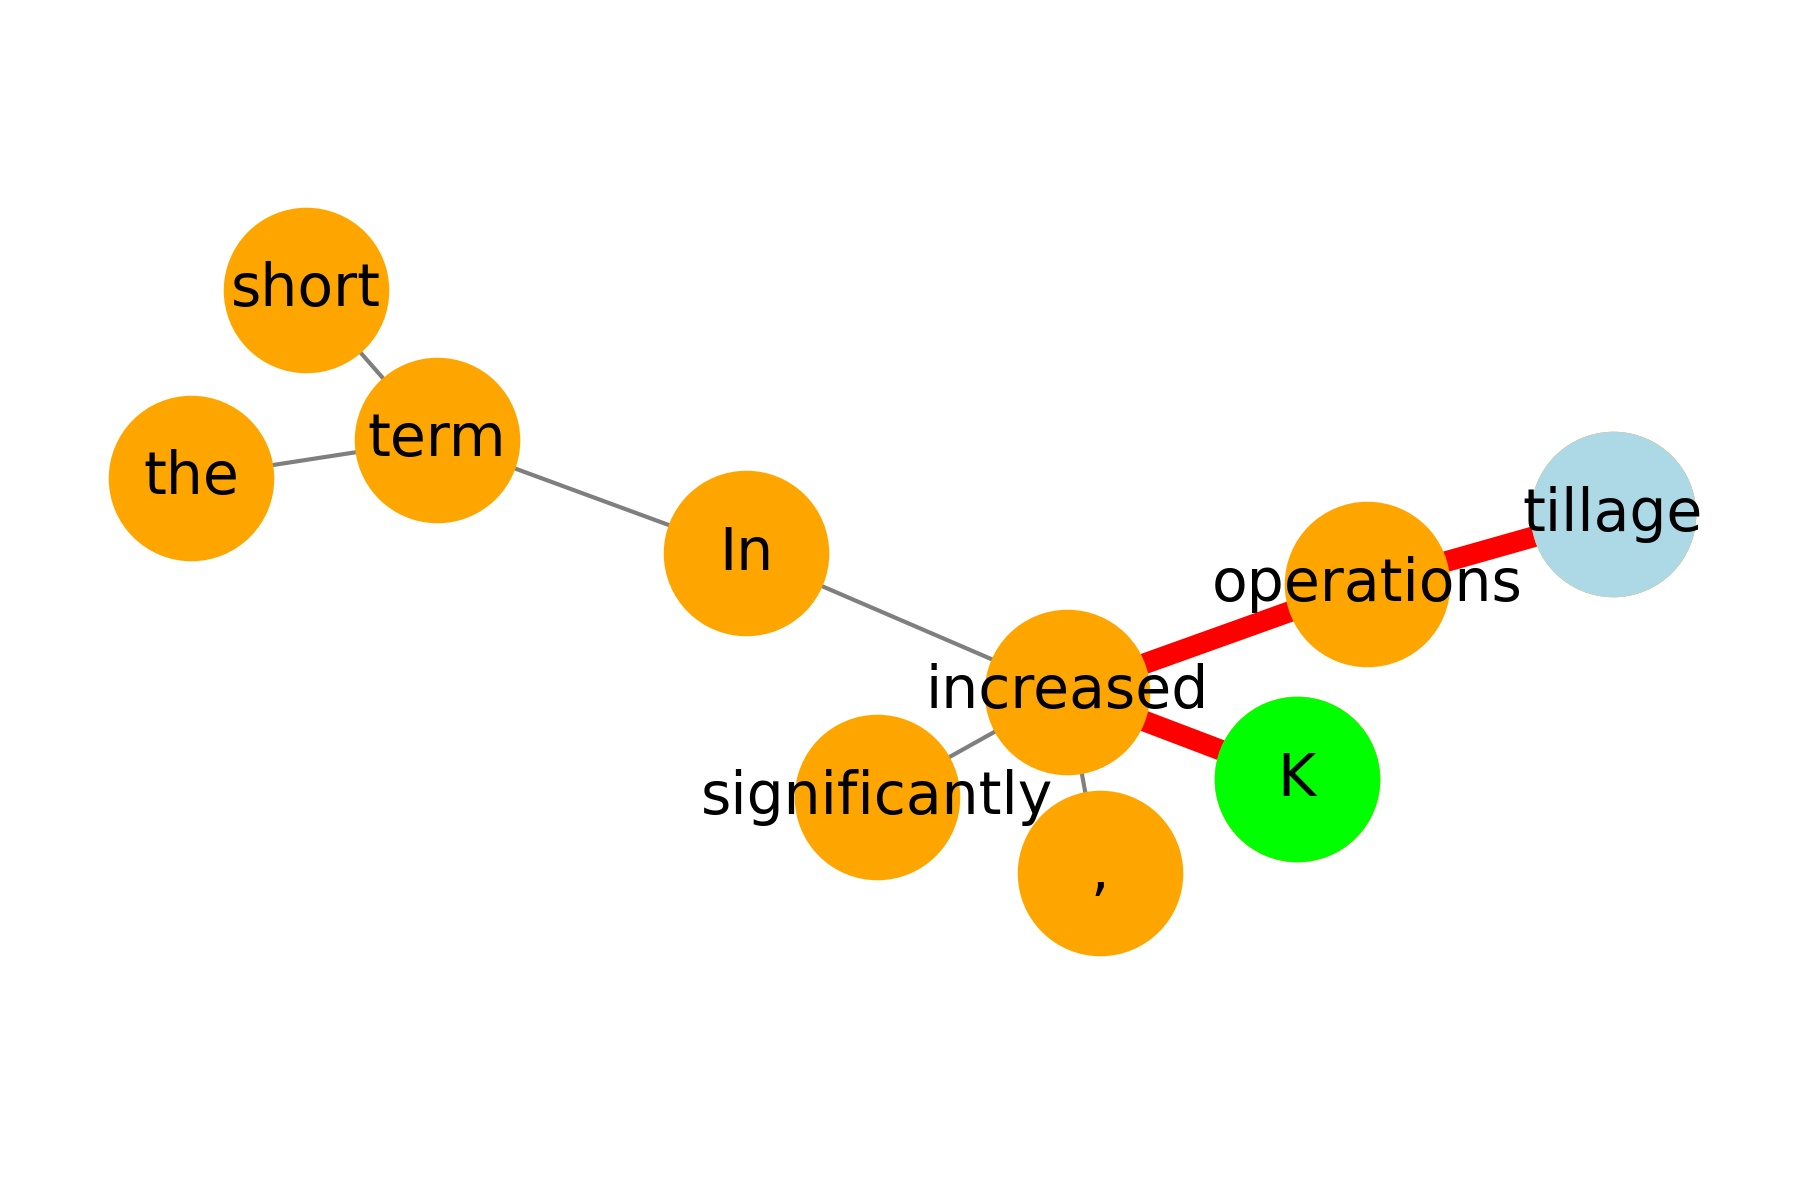 short
the
term
In
tillage
operations
increased
K
significantly
,